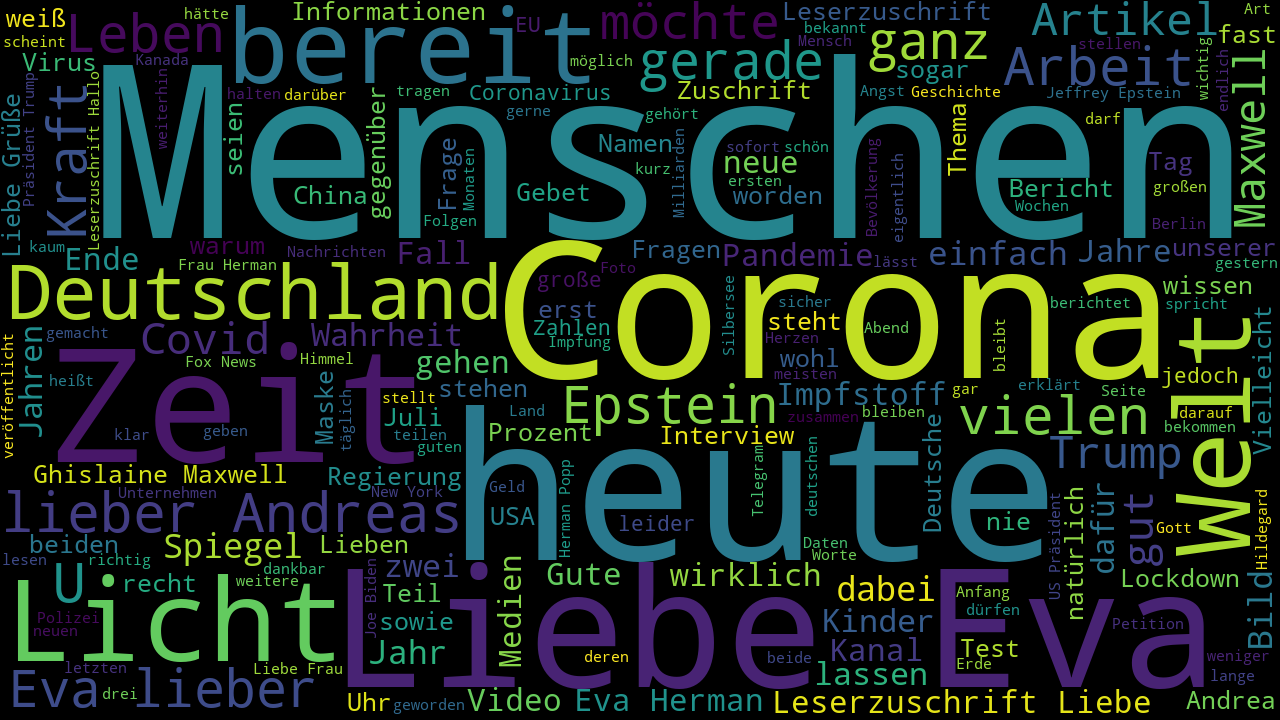 weiß
hätte
Informationen
EU
möchte
Leserzuschrift
Artikel
Art
scheint
Leben
bereit
bekannt
Mensch
ganz
stellen
fast
Virus
Kanada
möglich
gerade
sogar
Arbeit
wichtig
endlich
Präsident Trump
Kraft
Leserzuschrift Hallo
weiterhin
halten
darüber
tragen
Coronavirus
Zuschrift
Angst
Geschichte
Jeffrey Epstein
Liebe Grüße
Menschen
seien
gegenüber
gerne
gehört
darf
Maxwell
Frage
Monaten
Namen
Milliarden
sofort
schön
Thema
Tag
China
Gebet
kurz
neue
ersten
worden
Bevölkerung
eigentlich
Bericht
großen
Folgen
Wochen
Berlin
kaum
Ende
warum
Nachrichten
Fall
Fragen
Pandemie
lässt
einfach
Jahre
unserer
Frau Herman
große
Foto
gestern
Deutschland
Corona
erst
Silbersee
sicher
wissen
berichtet
spricht
Zahlen
Impfung
steht
Abend
Herzen
bleibt
Welt
Vielleicht
veröffentlicht
Jahren
gemacht
Covid
Wahrheit
Zeit
Fox News
Himmel
gehen
wohl
meisten
jedoch
heißt
Maske
täglich
stellt
stehen
Epstein
Impfstoff
gar
erklärt
Seite
klar
geben
Juli
teilen
guten
heute
Land
zusammen
bleiben
vielen
darauf
bekommen
Prozent
Interview
Deutsche
Trump
Ghislaine Maxwell
Regierung
Herman Popp
Telegram
deutschen
Unternehmen
New York
Geld
lieber Andreas
USA
leider
nie
US Präsident
natürlich
dafür
gut
Gott
Hildegard
beiden
Spiegel
Lieben
Daten
Worte
lesen
richtig
U
recht
dankbar
weitere
Joe Biden
zwei
Medien
Gute
wirklich
dabei
Anfang
Lockdown
Bild
Licht
Liebe
Eva
Teil
dürfen
Polizei
neuen
sowie
Kinder
Petition
letzten
Liebe Frau
Jahr
deren
beide
Kanal
Test
Erde
weniger
Eva lieber
drei
lassen
lange
Uhr
geworden
Video
Eva Herman
Leserzuschrift Liebe
Andrea